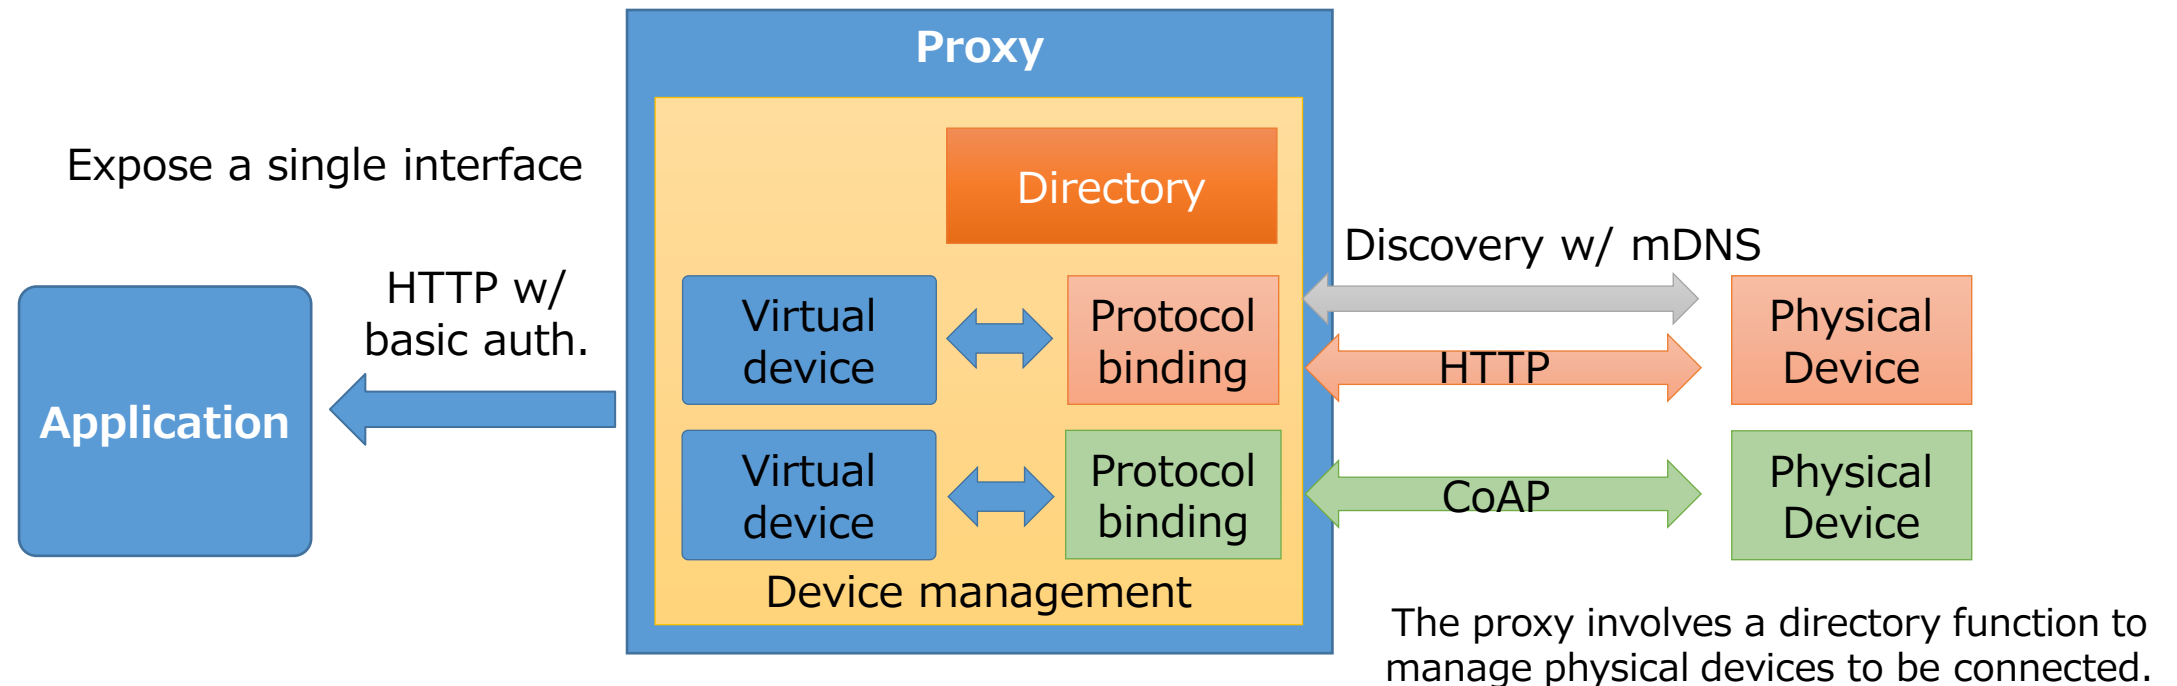 Proxy
Expose a single interface
Directory
Discovery w/ mDNS
HTTP w/
basic auth.
Application
Virtual
device
Protocol
binding
HTTP
Physical
Device
Virtual
device
Protocol
binding
CoAP
Physical
Device
Device management
The proxy involves a directory function to
manage physical devices to be connected.